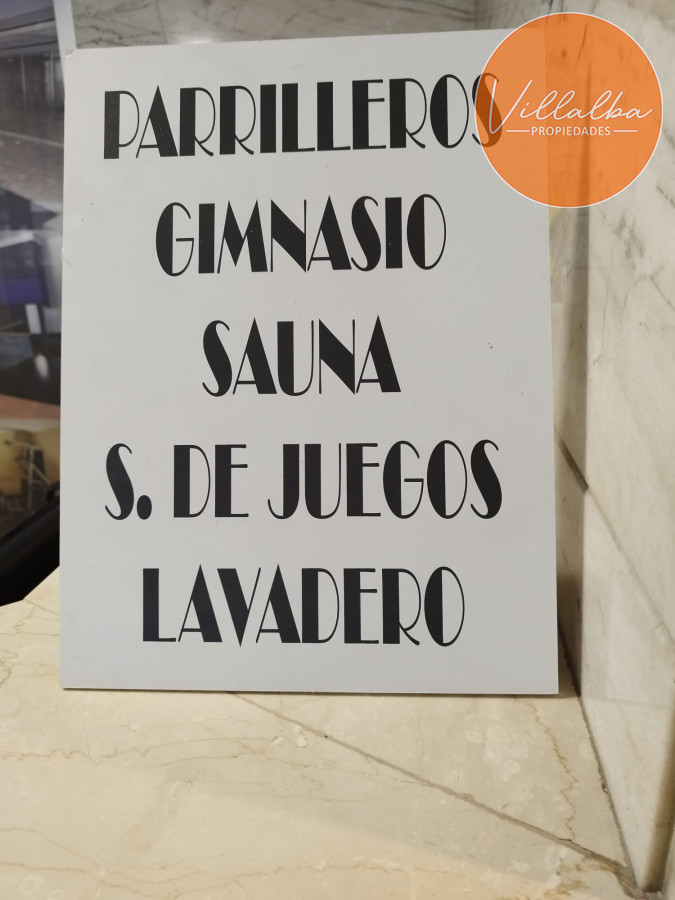 PARRILLEROS
GIMNASIO
SAUNA
S. DE JUEGOS
LAVADERO
Villalba
PROPIEDADES